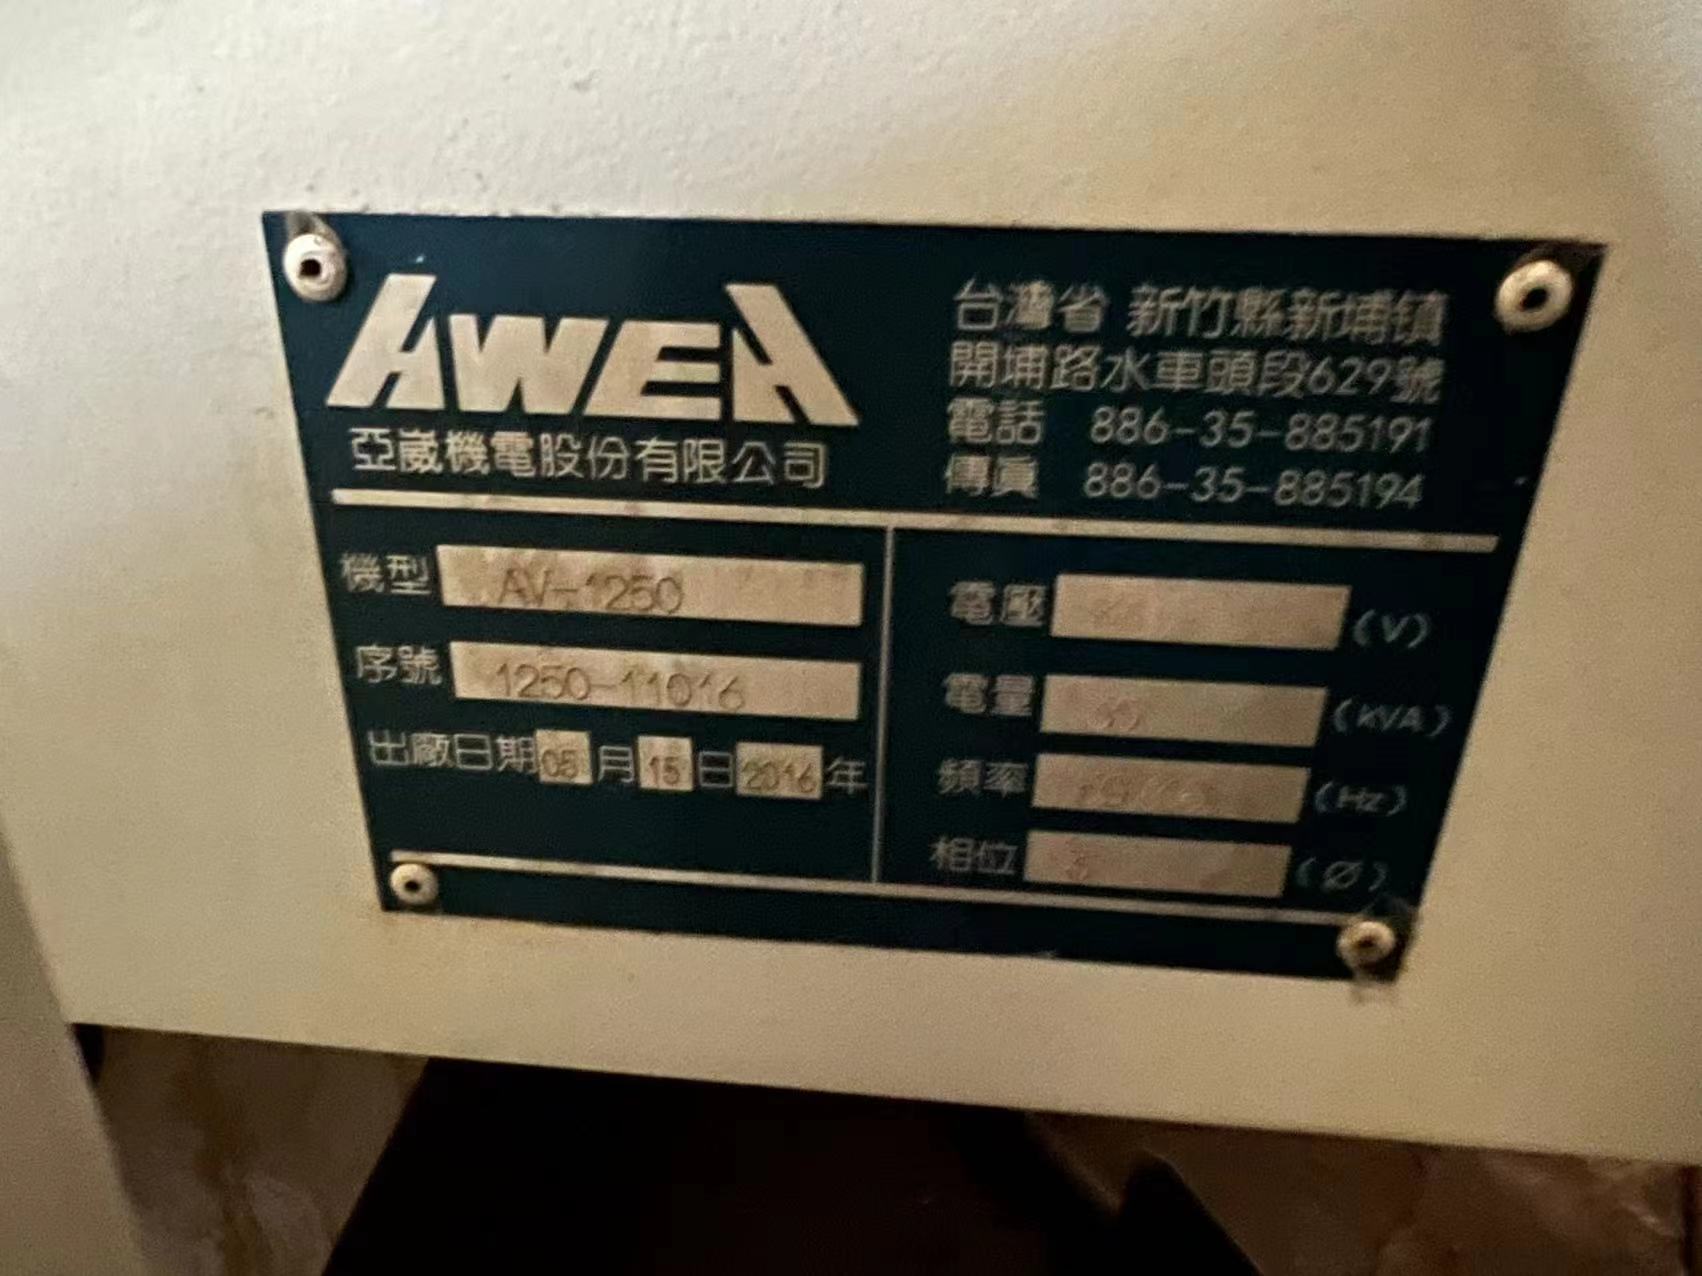 AWEA
亞崴機電股份有限公司
台灣省 新竹縣新埔镇
開埔路水車頭段629號
電話 886-35-885191
傳真 886-35-885194
機型 AV-1250
序號 1250-11016
出廠日期 05 月 15 日 2016 年
電壓 (V)
電量 (kVA)
頻率 (Hz)
相位 3 (Ø)